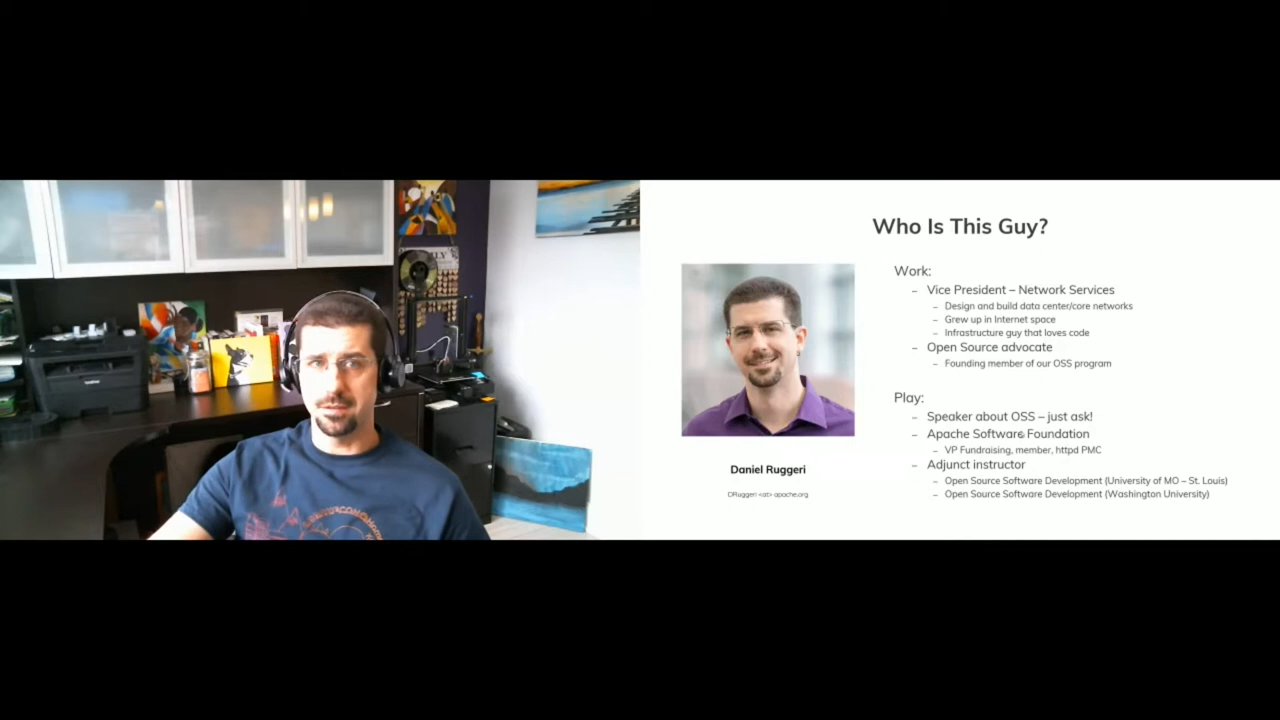 Who Is This Guy?
Work:
– Vice President – Network Services
– Design and build data center/core networks
– Grew up in Internet space
– Infrastructure guy that loves code
– Open Source advocate
– Founding member of our OSS program
Play:
– Speaker about OSS – just ask!
– Apache Software Foundation
– VP Fundraising, member, httpd PMC
– Adjunct instructor
– Open Source Software Development (University of MO – St. Louis)
– Open Source Software Development (Washington University)
Daniel Ruggeri
DRuggeri <at> apache.org
brother